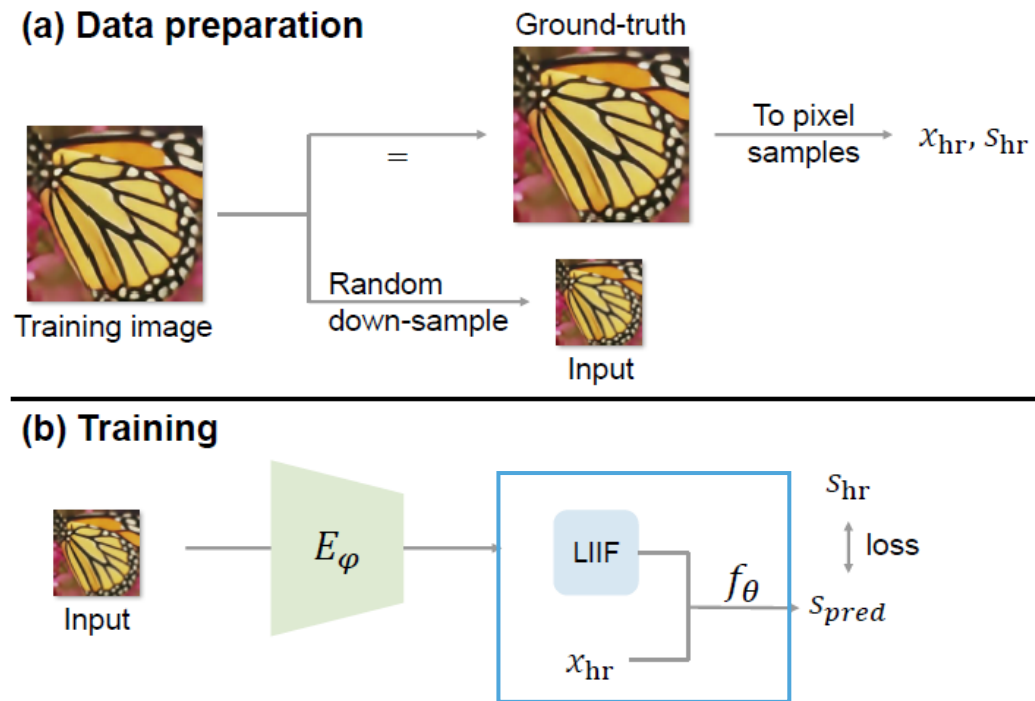 (a) Data preparation
Ground-truth
Training image
=
To pixel
samples
x_hr, s_hr
Random
down-sample
Input
(b) Training
Input
E_φ
LIIF
x_hr
f_θ
s_hr
loss
s_pred